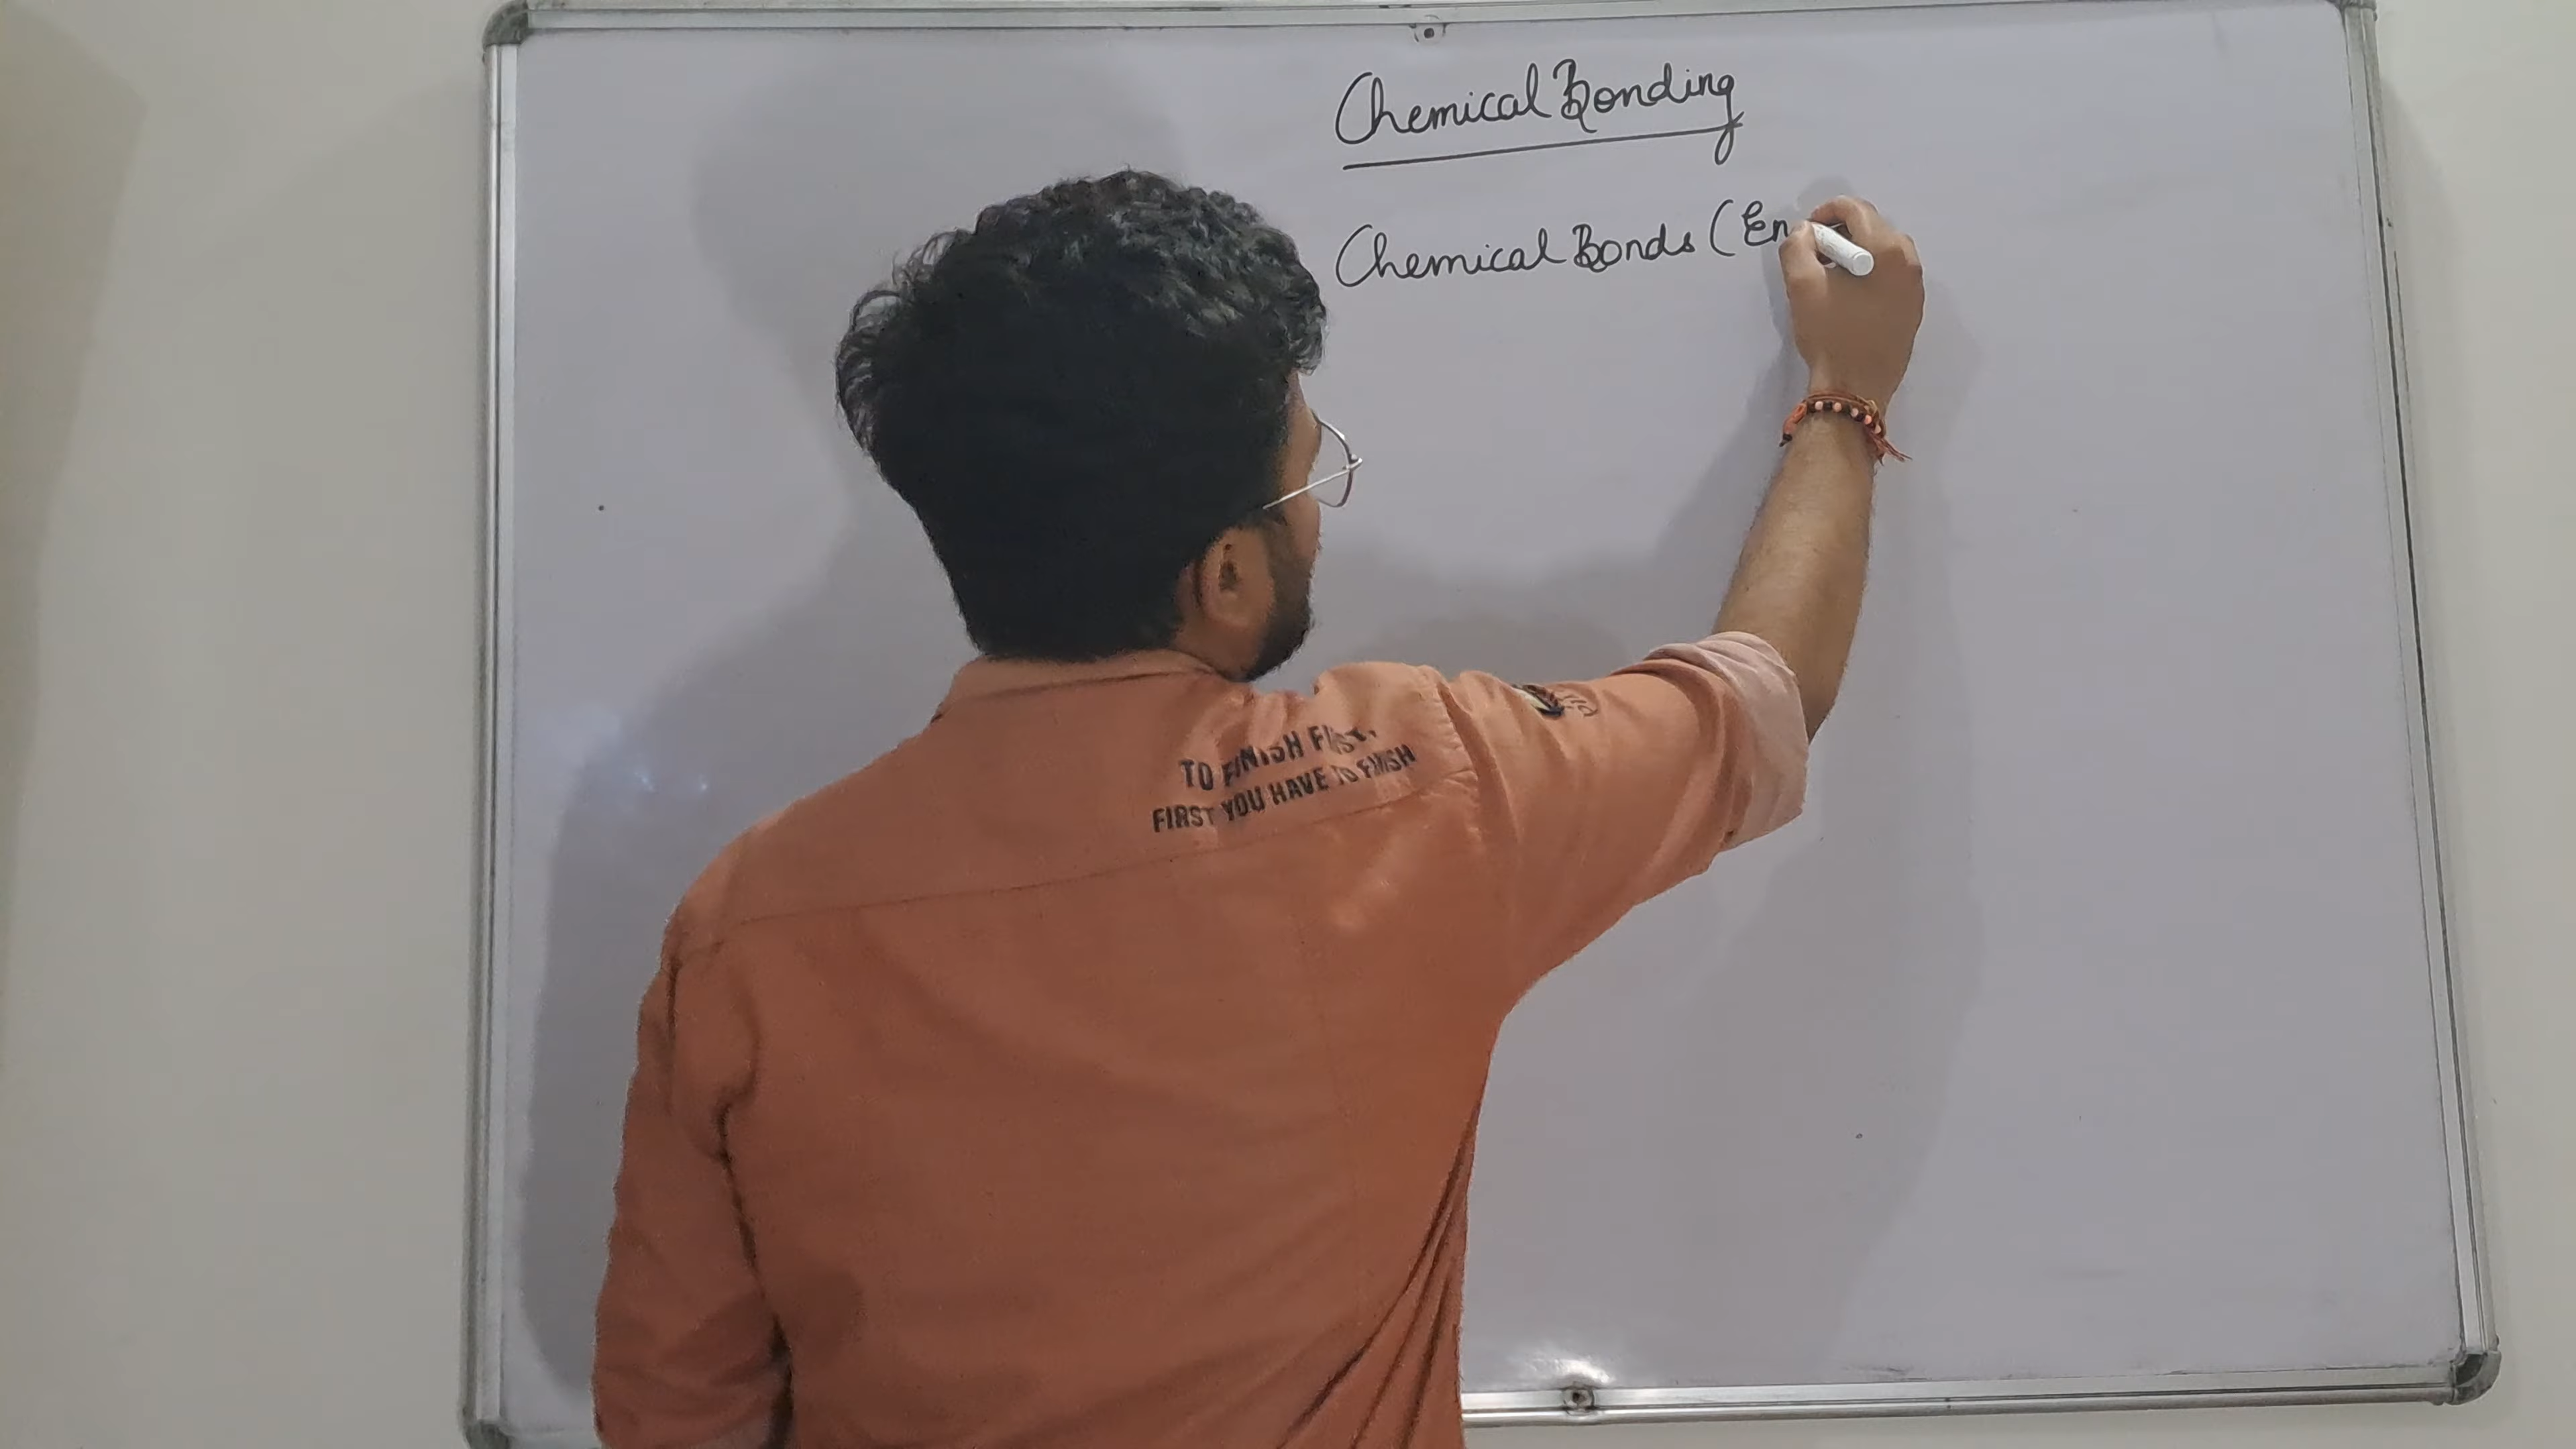 Chemical Bonding
Chemical Bonds (En
TO FINISH FIRST,
FIRST YOU HAVE TO FINISH